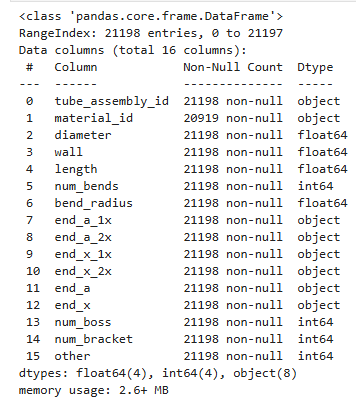 <class 'pandas.core.frame.DataFrame'>
RangeIndex: 21198 entries, 0 to 21197
Data columns (total 16 columns):
 #   Column            Non-Null Count  Dtype
---  ------            --------------  -----
 0   tube_assembly_id  21198 non-null  object
 1   material_id       20919 non-null  object
 2   diameter          21198 non-null  float64
 3   wall              21198 non-null  float64
 4   length            21198 non-null  float64
 5   num_bends         21198 non-null  int64
 6   bend_radius       21198 non-null  float64
 7   end_a_1x          21198 non-null  object
 8   end_a_2x          21198 non-null  object
 9   end_x_1x          21198 non-null  object
 10  end_x_2x          21198 non-null  object
 11  end_a             21198 non-null  object
 12  end_x             21198 non-null  object
 13  num_boss          21198 non-null  int64
 14  num_bracket       21198 non-null  int64
 15  other             21198 non-null  int64
dtypes: float64(4), int64(4), object(8)
memory usage: 2.6+ MB